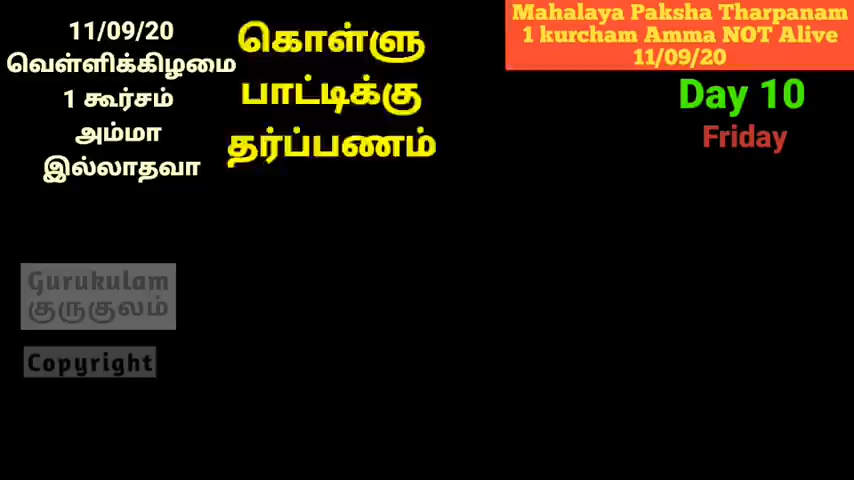 11/09/20
வெள்ளிக்கிழமை
1 கூர்சம்
அம்மா
இல்லாதவா
கொள்ளு
பாட்டிக்கு
தர்ப்பணம்
Mahalaya Paksha Tharpanam
1 kurcham Amma NOT Alive
11/09/20
Day 10
Friday
Gurukulam
குருகுலம்
Copyright